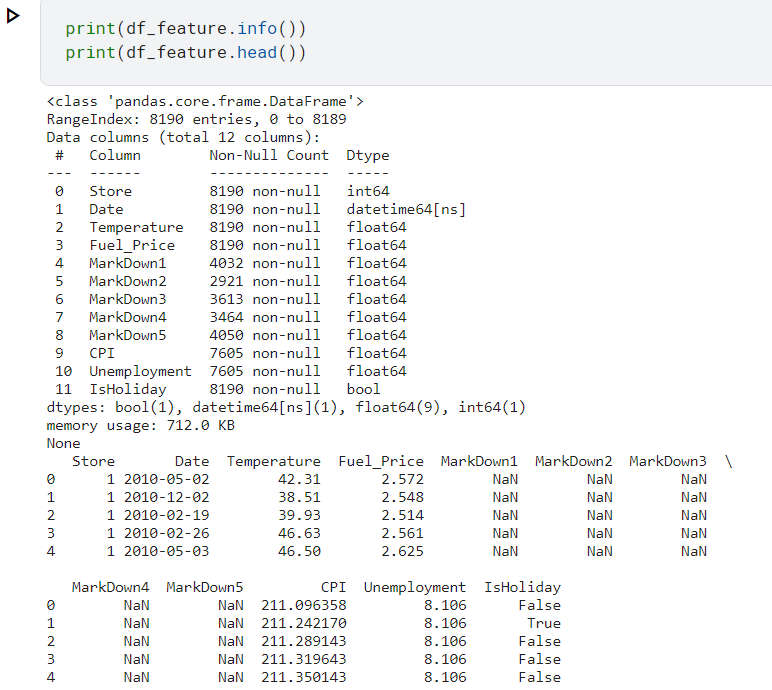 print(df_feature.info())
print(df_feature.head())
<class 'pandas.core.frame.DataFrame'>
RangeIndex: 8190 entries, 0 to 8189
Data columns (total 12 columns):
 #   Column        Non-Null Count  Dtype
---  ------        --------------  -----
 0   Store         8190 non-null   int64
 1   Date          8190 non-null   datetime64[ns]
 2   Temperature   8190 non-null   float64
 3   Fuel_Price    8190 non-null   float64
 4   MarkDown1     4032 non-null   float64
 5   MarkDown2     2921 non-null   float64
 6   MarkDown3     3613 non-null   float64
 7   MarkDown4     3464 non-null   float64
 8   MarkDown5     4050 non-null   float64
 9   CPI           7605 non-null   float64
 10  Unemployment  7605 non-null   float64
 11  IsHoliday     8190 non-null   bool
dtypes: bool(1), datetime64[ns](1), float64(9), int64(1)
memory usage: 712.0 KB
None
   Store       Date  Temperature  Fuel_Price  MarkDown1  MarkDown2  MarkDown3  \
0      1 2010-05-02        42.31       2.572        NaN        NaN        NaN
1      1 2010-12-02        38.51       2.548        NaN        NaN        NaN
2      1 2010-02-19        39.93       2.514        NaN        NaN        NaN
3      1 2010-02-26        46.63       2.561        NaN        NaN        NaN
4      1 2010-05-03        46.50       2.625        NaN        NaN        NaN
   MarkDown4  MarkDown5         CPI  Unemployment  IsHoliday
0        NaN        NaN  211.096358         8.106      False
1        NaN        NaN  211.242170         8.106       True
2        NaN        NaN  211.289143         8.106      False
3        NaN        NaN  211.319643         8.106      False
4        NaN        NaN  211.350143         8.106      False